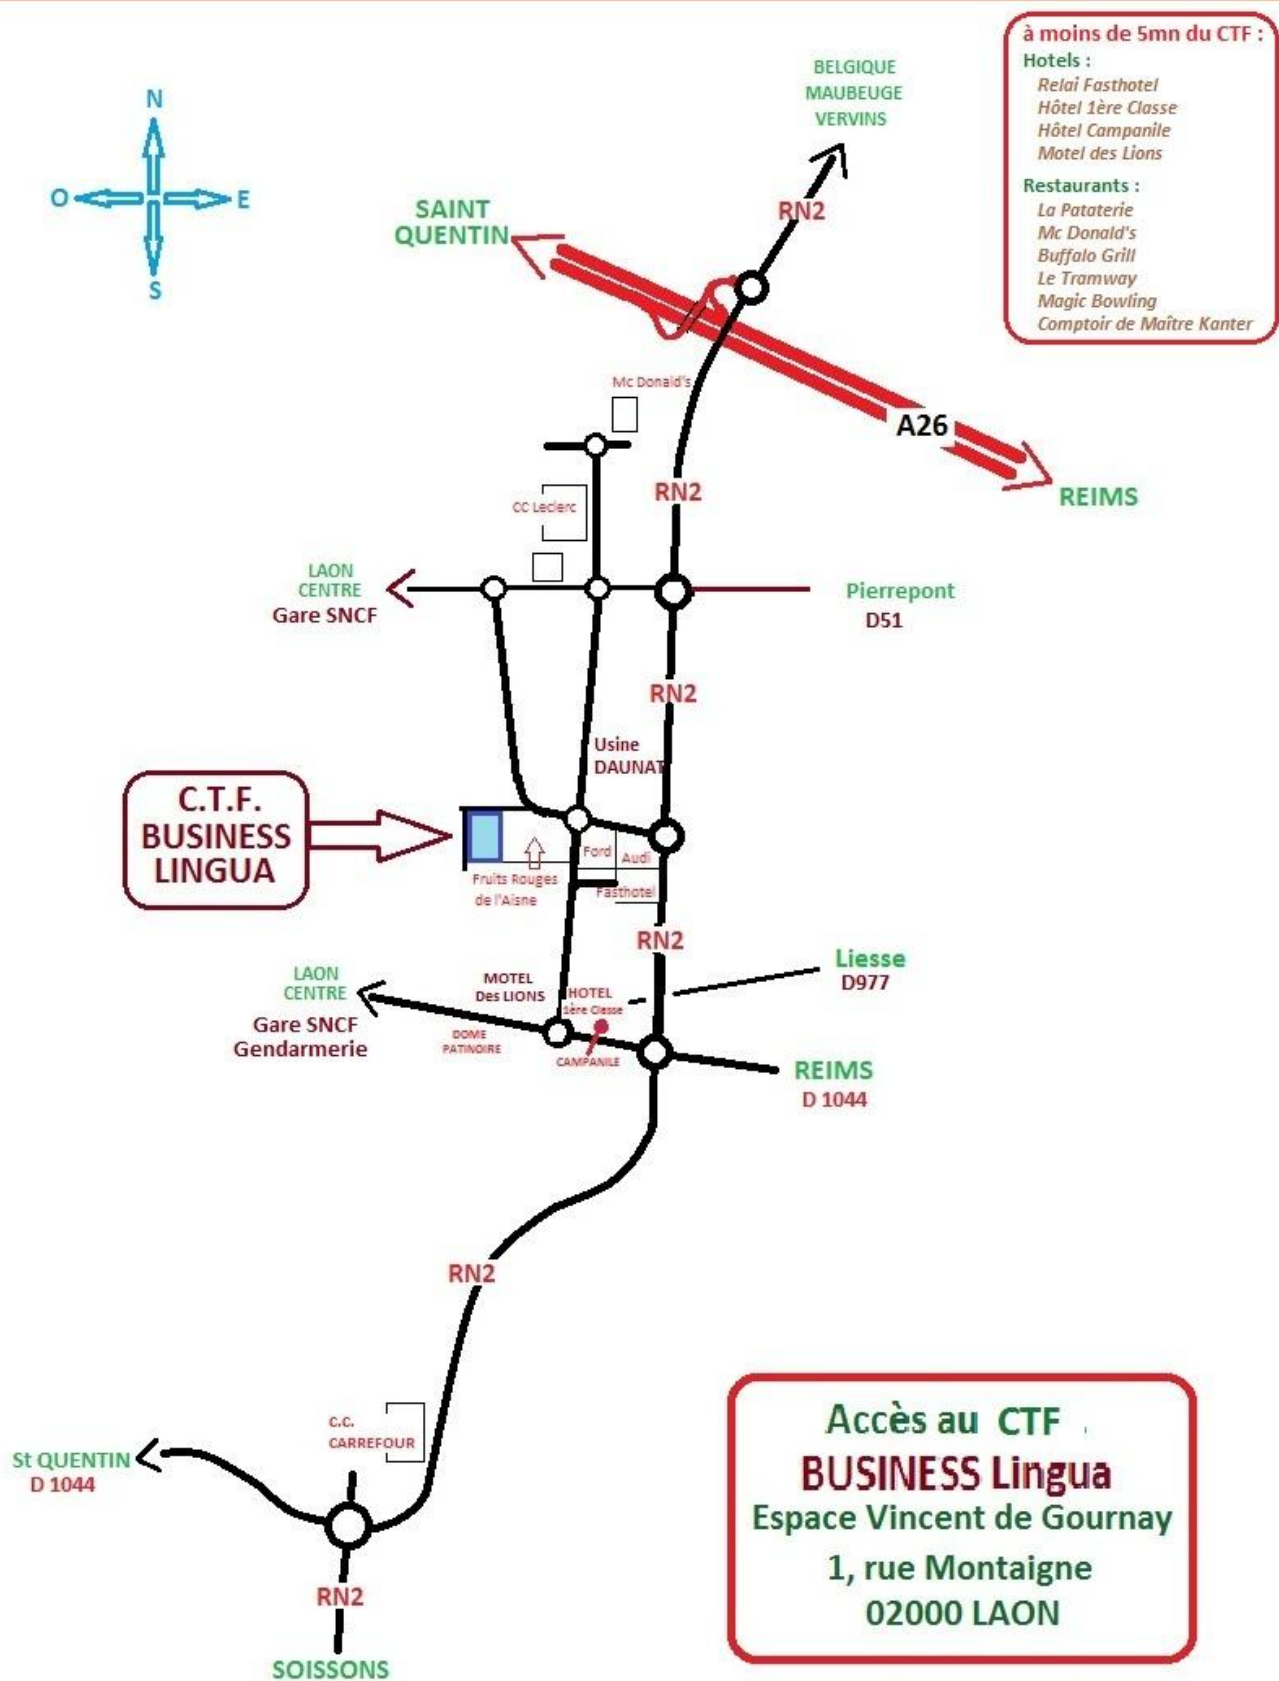 à moins de 5mn du CTF :
Hotels :
Relai Fasthotel
Hôtel 1ère Classe
Hôtel Campanile
Motel des Lions
Restaurants :
La Pataterie
Mc Donald's
Buffalo Grill
Le Tramway
Magic Bowling
Comptoir de Maître Kanter
BELGIQUE
MAUBEUGE
VERVINS
N
O
E
S
SAINT
QUENTIN
RN2
Mc Donald's
A26
RN2
REIMS
CC Leclerc
LAON
CENTRE
Gare SNCF
Pierrepont
D51
RN2
Usine
DAUNAT
C.T.F.
BUSINESS
LINGUA
Ford
Audi
Fruits Rouges
de l'Aisne
Fasthotel
RN2
Liesse
D977
LAON
CENTRE
Gare SNCF
Gendarmerie
MOTEL
Des LIONS
HOTEL
1ère Classe
DOME
PATINOIRE
CAMPANILE
REIMS
D 1044
RN2
C.C.
CARREFOUR
St QUENTIN
D 1044
RN2
SOISSONS
Accès au CTF
BUSINESS Lingua
Espace Vincent de Gournay
1, rue Montaigne
02000 LAON